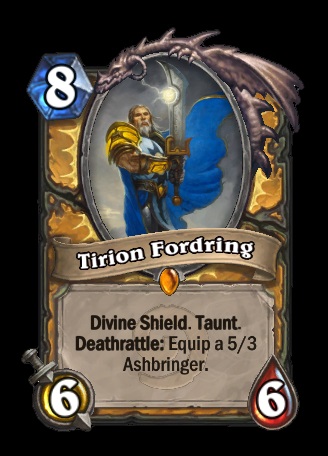 8
Tirion Fordring
Divine Shield. Taunt.
Deathrattle: Equip a 5/3
Ashbringer.
6
6